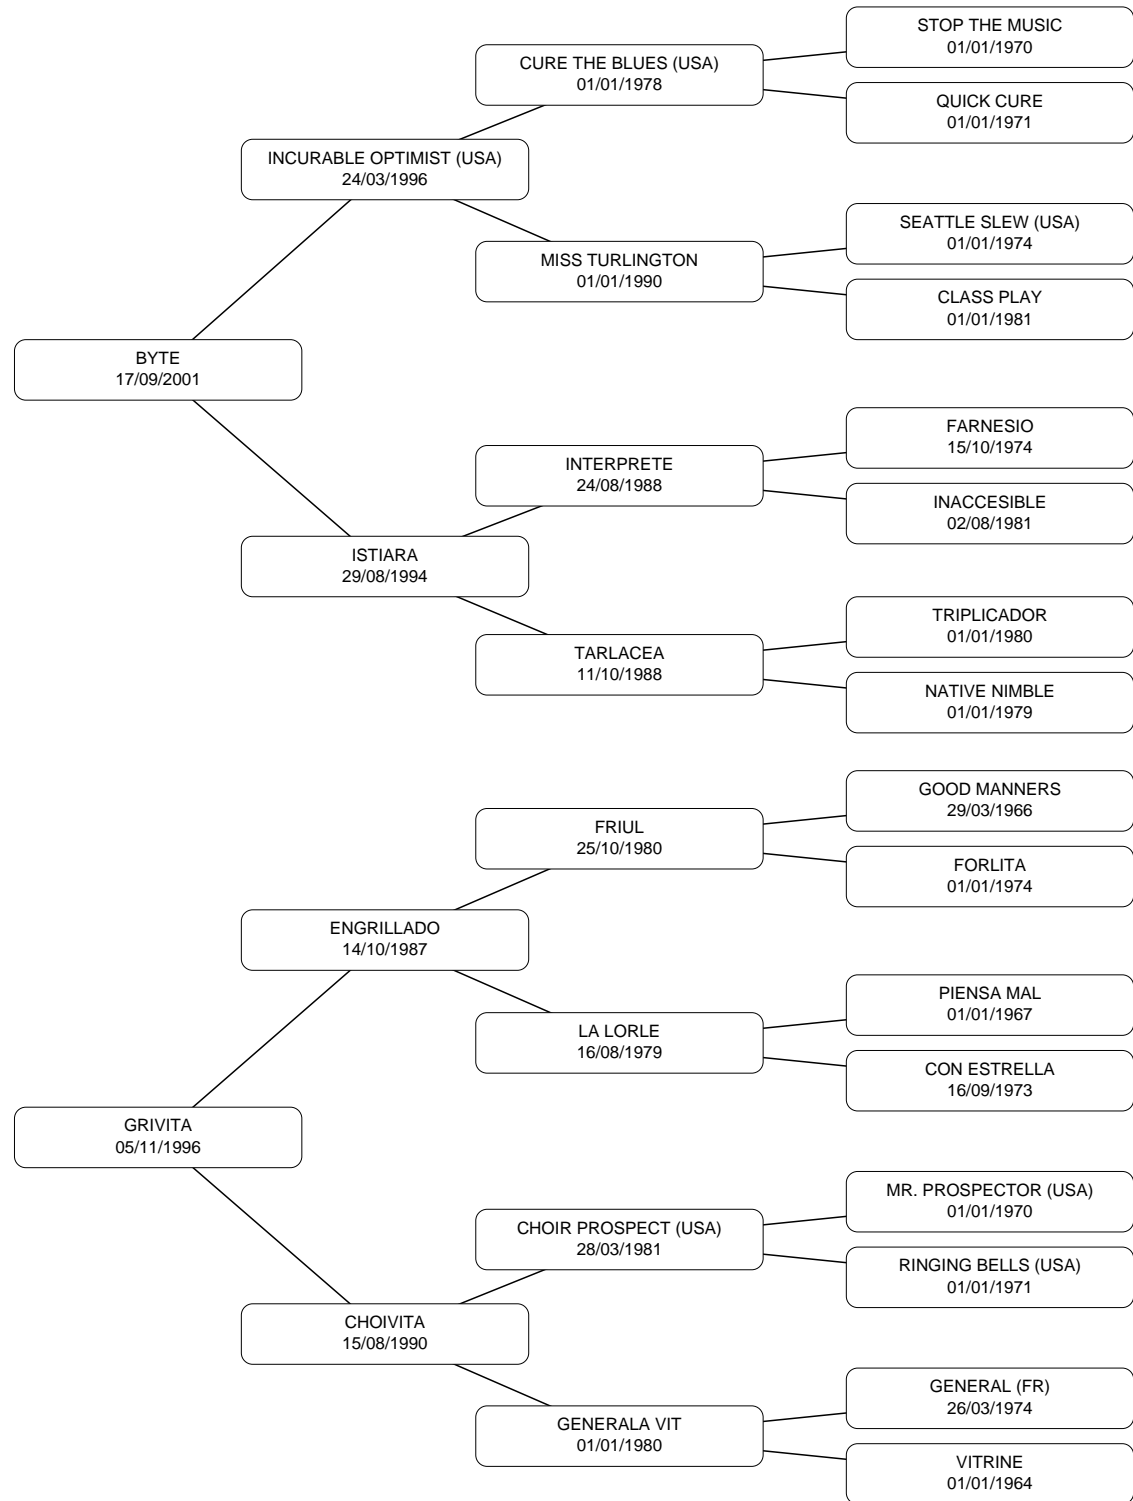 STOP THE MUSIC
01/01/1970
CURE THE BLUES (USA)
01/01/1978
QUICK CURE
01/01/1971
INCURABLE OPTIMIST (USA)
24/03/1996
SEATTLE SLEW (USA)
01/01/1974
MISS TURLINGTON
01/01/1990
CLASS PLAY
01/01/1981
BYTE
17/09/2001
FARNESIO
15/10/1974
INTERPRETE
24/08/1988
INACCESIBLE
02/08/1981
ISTIARA
29/08/1994
TRIPLICADOR
01/01/1980
TARLACEA
11/10/1988
NATIVE NIMBLE
01/01/1979
GOOD MANNERS
29/03/1966
FRIUL
25/10/1980
FORLITA
01/01/1974
ENGRILLADO
14/10/1987
PIENSA MAL
01/01/1967
LA LORLE
16/08/1979
CON ESTRELLA
16/09/1973
GRIVITA
05/11/1996
MR. PROSPECTOR (USA)
01/01/1970
CHOIR PROSPECT (USA)
28/03/1981
RINGING BELLS (USA)
01/01/1971
CHOIVITA
15/08/1990
GENERAL (FR)
26/03/1974
GENERALA VIT
01/01/1980
VITRINE
01/01/1964